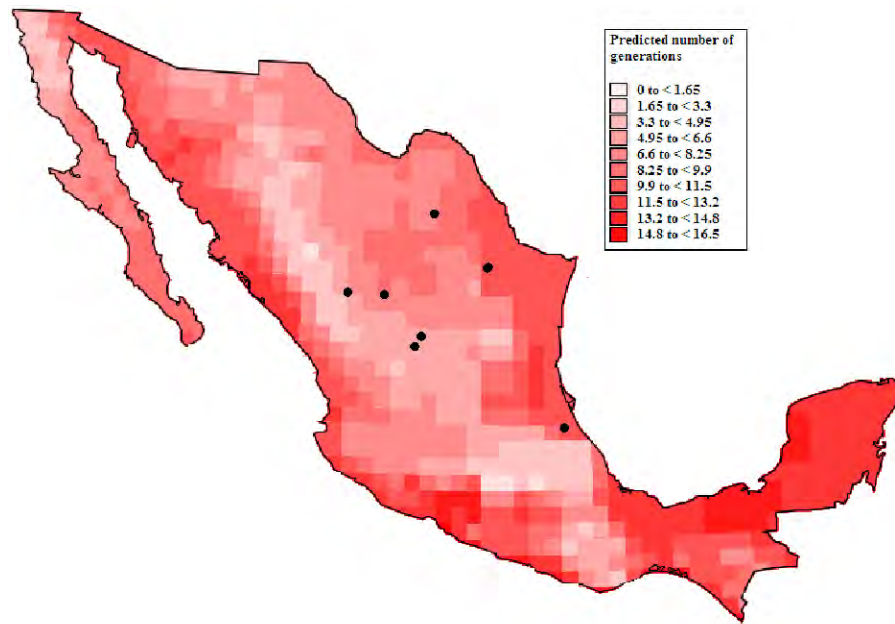 Predicted number of
generations
0 to < 1.65
1.65 to < 3.3
3.3 to < 4.95
4.95 to < 6.6
6.6 to < 8.25
8.25 to < 9.9
9.9 to < 11.5
11.5 to < 13.2
13.2 to < 14.8
14.8 to < 16.5